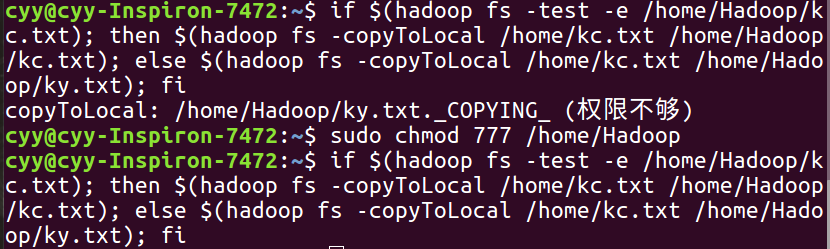 cyy@cyy-Inspiron-7472:~$ if $(hadoop fs -test -e /home/Hadoop/k
c.txt); then $(hadoop fs -copyToLocal /home/kc.txt /home/Hadoop
/kc.txt); else $(hadoop fs -copyToLocal /home/kc.txt /home/Hado
op/ky.txt); fi
copyToLocal: /home/Hadoop/ky.txt._COPYING_ (权限不够)
cyy@cyy-Inspiron-7472:~$ sudo chmod 777 /home/Hadoop
cyy@cyy-Inspiron-7472:~$ if $(hadoop fs -test -e /home/Hadoop/k
c.txt); then $(hadoop fs -copyToLocal /home/kc.txt /home/Hadoop
/kc.txt); else $(hadoop fs -copyToLocal /home/kc.txt /home/Hadoop
/ky.txt); fi